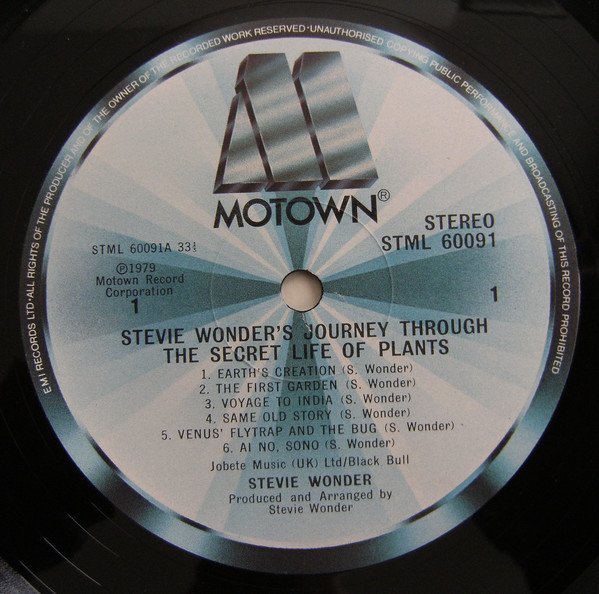 EMI RECORDS LTD·ALL RIGHTS OF THE PRODUCER AND OF THE OWNER OF THE RECORDED WORK RESERVED·UNAUTHORISED COPYING PUBLIC PERFORMANCE AND BROADCASTING OF THIS RECORD PROHIBITED
MOTOWN®
STEREO
STML 60091
STML 60091A 33⅓
Ⓟ1979
Motown Record
Corporation
1
1
STEVIE WONDER'S JOURNEY THROUGH
THE SECRET LIFE OF PLANTS
1. EARTH'S CREATION (S. Wonder)
2. THE FIRST GARDEN (S. Wonder)
3. VOYAGE TO INDIA (S. Wonder)
4. SAME OLD STORY (S. Wonder)
5. VENUS' FLYTRAP AND THE BUG (S. Wonder)
6. AI NO, SONO (S. Wonder)
Jobete Music (UK) Ltd/Black Bull
STEVIE WONDER
Produced and Arranged by
Stevie Wonder